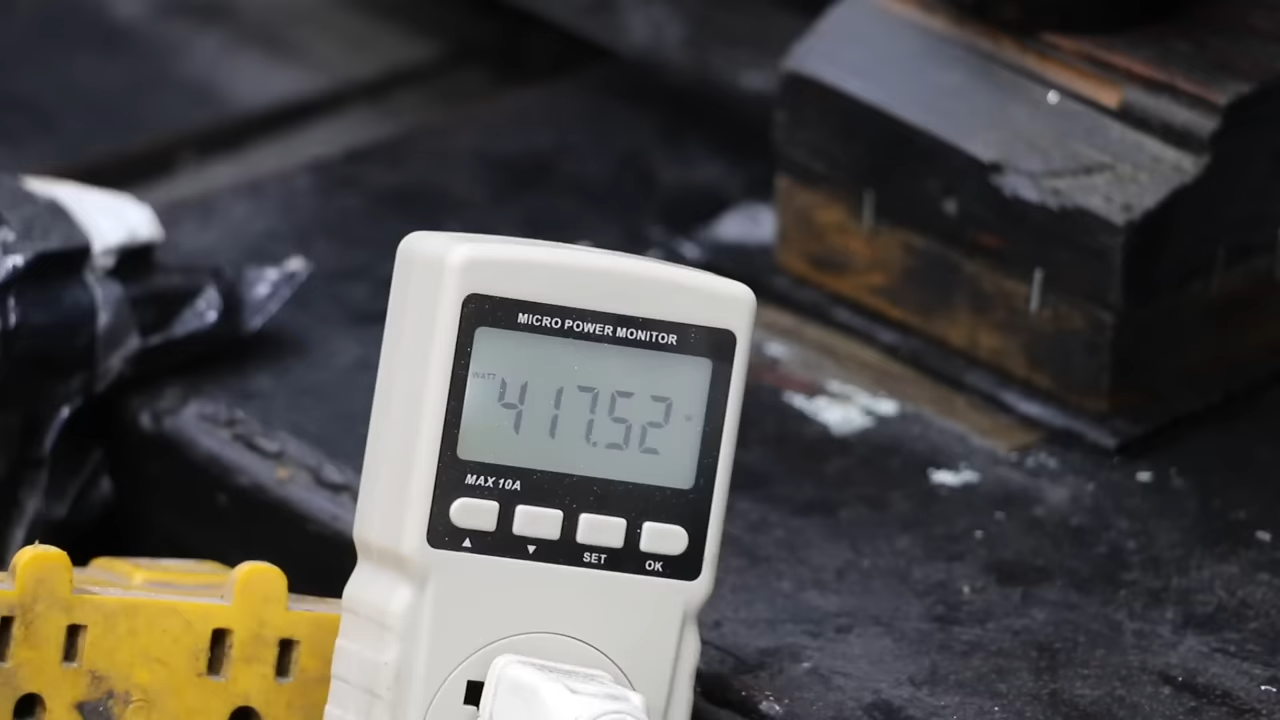 MICRO POWER MONITOR
WATT
417.52
MAX 10A
▲ ▼ SET OK